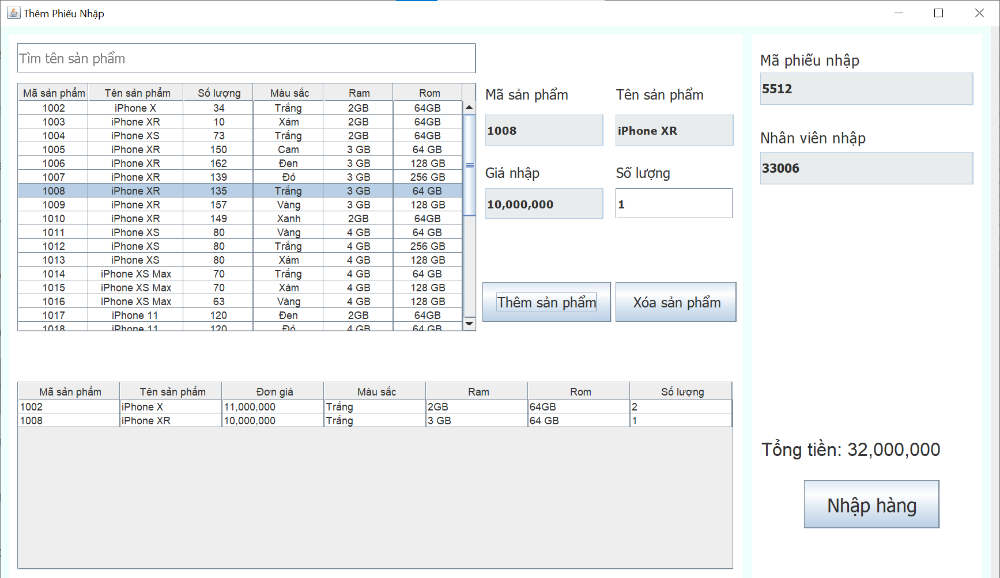 Thêm Phiếu Nhập
Tìm tên sản phẩm
Mã sản phẩm Tên sản phẩm Số lượng Màu sắc Ram Rom
1002 iPhone X 34 Trắng 2GB 64GB
1003 iPhone XR 10 Xám 2GB 64GB
1004 iPhone XS 73 Trắng 2GB 64GB
1005 iPhone XR 150 Cam 3 GB 64 GB
1006 iPhone XR 162 Đen 3 GB 128 GB
1007 iPhone XR 139 Đỏ 3 GB 256 GB
1008 iPhone XR 135 Trắng 3 GB 64 GB
1009 iPhone XR 157 Vàng 3 GB 128 GB
1010 iPhone XR 149 Xanh 2GB 64GB
1011 iPhone XS 80 Vàng 4 GB 64 GB
1012 iPhone XS 80 Trắng 4 GB 256 GB
1013 iPhone XS 80 Xám 4 GB 128 GB
1014 iPhone XS Max 70 Trắng 4 GB 64 GB
1015 iPhone XS Max 70 Xám 4 GB 128 GB
1016 iPhone XS Max 63 Vàng 4 GB 128 GB
1017 iPhone 11 120 Đen 2GB 64GB
1018 iPhone 11 120 Đỏ 4 GB 64 GB
Mã sản phẩm Tên sản phẩm
1008 iPhone XR
Giá nhập Số lượng
10,000,000 1
Thêm sản phẩm Xóa sản phẩm
Mã phiếu nhập
5512
Nhân viên nhập
33006
Mã sản phẩm Tên sản phẩm Đơn giá Màu sắc Ram Rom Số lượng
1002 iPhone X 11,000,000 Trắng 2GB 64GB 2
1008 iPhone XR 10,000,000 Trắng 3 GB 64 GB 1
Tổng tiền: 32,000,000
Nhập hàng